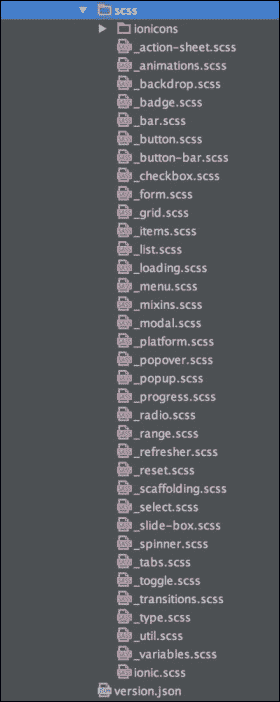 scss
ionicons
_action-sheet.scss
_animations.scss
_backdrop.scss
_badge.scss
_bar.scss
_button.scss
_button-bar.scss
_checkbox.scss
_form.scss
_grid.scss
_items.scss
_list.scss
_loading.scss
_menu.scss
_mixins.scss
_modal.scss
_platform.scss
_popover.scss
_popup.scss
_progress.scss
_radio.scss
_range.scss
_refresher.scss
_reset.scss
_scaffolding.scss
_select.scss
_slide-box.scss
_spinner.scss
_tabs.scss
_toggle.scss
_transitions.scss
_type.scss
_util.scss
_variables.scss
ionic.scss
version.json